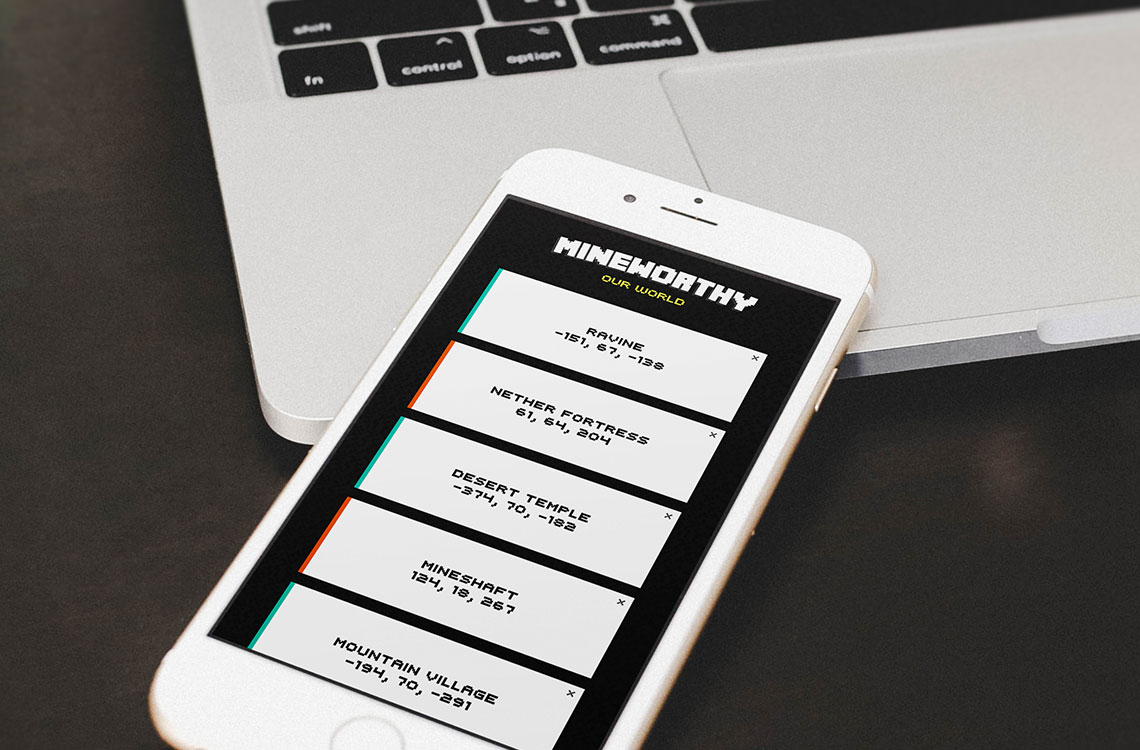 shift
fn
control
option
command
MINEWORTHY
OUR WORLD
RAVINE
-151, 67, -138
×
NETHER FORTRESS
61, 64, 204
×
DESERT TEMPLE
-374, 70, -182
×
MINESHAFT
124, 18, 267
×
MOUNTAIN VILLAGE
-194, 70, -291
×